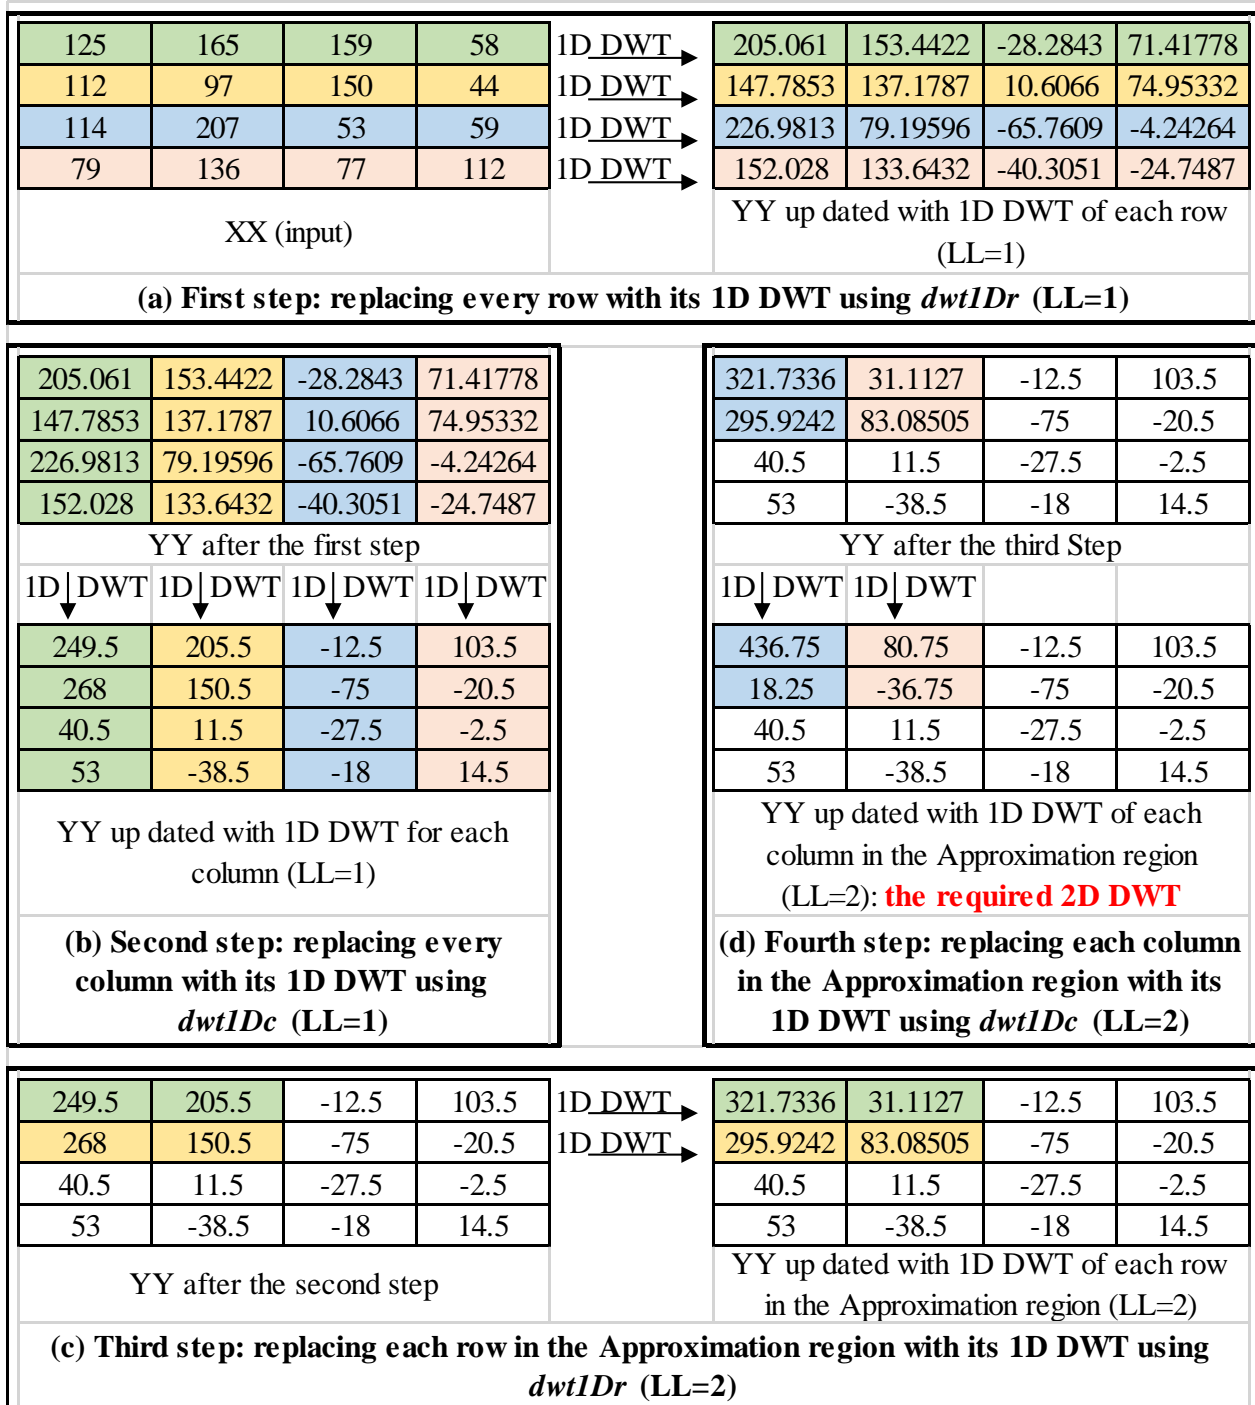 125 165 159 58 1D DWT 205.061 153.4422 -28.2843 71.41778
112 97 150 44 1D DWT 147.7853 137.1787 10.6066 74.95332
114 207 53 59 1D DWT 226.9813 79.19596 -65.7609 -4.24264
79 136 77 112 1D DWT 152.028 133.6432 -40.3051 -24.7487
XX (input)
YY up dated with 1D DWT of each row
(LL=1)
(a) First step: replacing every row with its 1D DWT using dwt1Dr (LL=1)
205.061 153.4422 -28.2843 71.41778
147.7853 137.1787 10.6066 74.95332
226.9813 79.19596 -65.7609 -4.24264
152.028 133.6432 -40.3051 -24.7487
YY after the first step
1D DWT 1D DWT 1D DWT 1D DWT
249.5 205.5 -12.5 103.5
268 150.5 -75 -20.5
40.5 11.5 -27.5 -2.5
53 -38.5 -18 14.5
YY up dated with 1D DWT for each
column (LL=1)
(b) Second step: replacing every
column with its 1D DWT using
dwt1Dc (LL=1)
321.7336 31.1127 -12.5 103.5
295.9242 83.08505 -75 -20.5
40.5 11.5 -27.5 -2.5
53 -38.5 -18 14.5
YY after the third Step
1D DWT 1D DWT
436.75 80.75 -12.5 103.5
18.25 -36.75 -75 -20.5
40.5 11.5 -27.5 -2.5
53 -38.5 -18 14.5
YY up dated with 1D DWT of each
column in the Approximation region
(LL=2): the required 2D DWT
(d) Fourth step: replacing each column
in the Approximation region with its
1D DWT using dwt1Dc (LL=2)
249.5 205.5 -12.5 103.5 1D DWT 321.7336 31.1127 -12.5 103.5
268 150.5 -75 -20.5 1D DWT 295.9242 83.08505 -75 -20.5
40.5 11.5 -27.5 -2.5 40.5 11.5 -27.5 -2.5
53 -38.5 -18 14.5 53 -38.5 -18 14.5
YY after the second step
YY up dated with 1D DWT of each row
in the Approximation region (LL=2)
(c) Third step: replacing each row in the Approximation region with its 1D DWT using
dwt1Dr (LL=2)